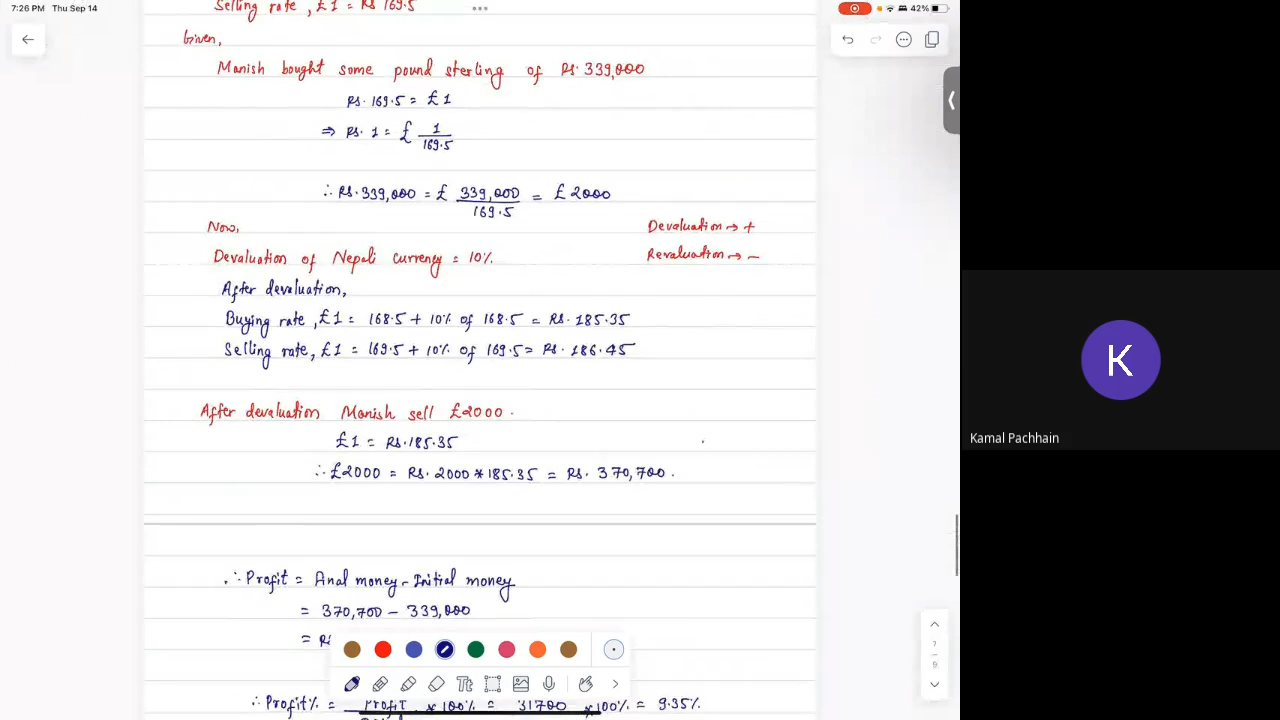 7:26 PM Thu Sep 14
42%
Selling rate, £1 = Rs 169.5
Given,
Manish bought some pound sterling of Rs. 339,000
Rs. 169.5 = £1
⇒ Rs. 1 = £ 1/169.5
∴ Rs. 339,000 = £ 339,000/169.5 = £ 2000
Now,
Devaluation → +
Devaluation of Nepali currency = 10%
Revaluation → -
After devaluation,
Buying rate, £1 = 168.5 + 10% of 168.5 = Rs. 185.35
Selling rate, £1 = 169.5 + 10% of 169.5 = Rs. 186.45
After devaluation Manish sell £2000.
£1 = Rs. 185.35
∴ £2000 = Rs. 2000*185.35 = Rs. 370,700.
∴ Profit = Final money - Initial money
= 370,700 - 339,000
= Rs
∴ Profit% = Profit *100% = 31700 *100% = 9.35%
Tt
7
9
K
Kamal Pachhain